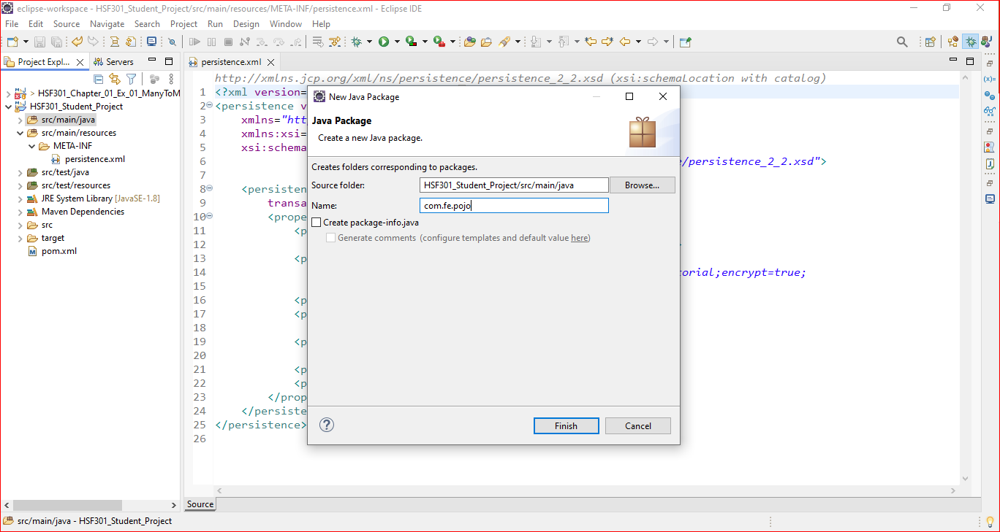 eclipse-workspace - HSF301_Student_Project/src/main/resources/META-INF/persistence.xml - Eclipse IDE
File Edit Source Navigate Search Project Run Design Window Help
Project Expl... Servers
persistence.xml
> HSF301_Chapter_01_Ex_01_ManyToM
HSF301_Student_Project
src/main/java
src/main/resources
META-INF
persistence.xml
src/test/java
src/test/resources
JRE System Library [JavaSE-1.8]
Maven Dependencies
src
target
pom.xml
http://xmlns.jcp.org/xml/ns/persistence/persistence_2_2.xsd (xsi:schemaLocation with catalog)
1 <?xml version=
2 <persistence v
3 xmlns="htt
4 xmlns:xsi=
5 xsi:schema
6 e/persistence_2_2.xsd">
7
8 <persisten
9 transa
10 <prope
11 <p
12 >
13 <p
14 torial;encrypt=true;
15
16 <p
17 <p
18
19 <p
20
21 <p
22 <p
23 </prop
24 </persiste
25 </persistence>
26
New Java Package
Java Package
Create a new Java package.
Creates folders corresponding to packages.
Source folder: HSF301_Student_Project/src/main/java Browse...
Name: com.fe.pojo
Create package-info.java
Generate comments (configure templates and default value here)
? Finish Cancel
Source
src/main/java - HSF301_Student_Project